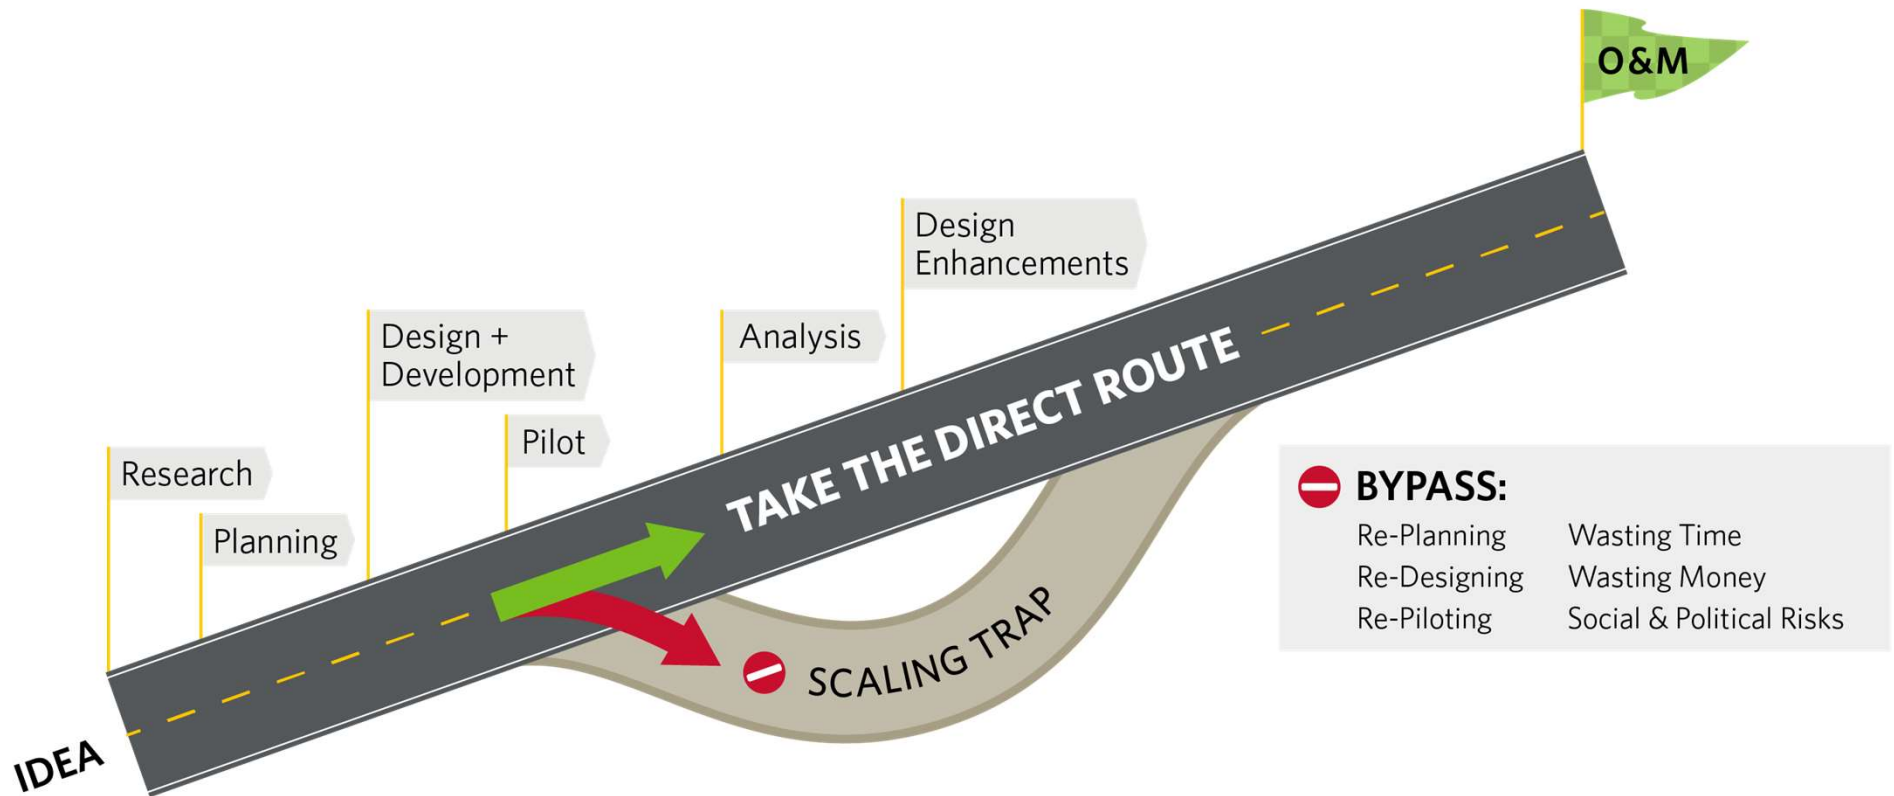 O&M
Design
Enhancements
Design +
Development
Analysis
Pilot
Research
Planning
TAKE THE DIRECT ROUTE
SCALING TRAP
IDEA
BYPASS:
Re-Planning
Re-Designing
Re-Piloting
Wasting Time
Wasting Money
Social & Political Risks